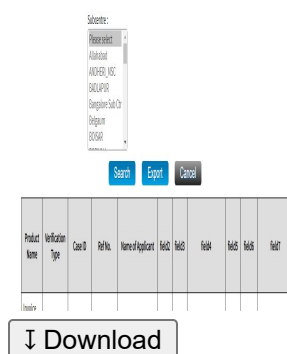 Subcentre :
Please select
Allahabad
ANDHERI_MSC
BADLAPUR
Bangalore Sub Ctr
Belgaum
BOISAR
Search Export Cancel
Product Name Verification Type Case ID Ref No. Name of Applicant field2 field3 field4 field5 field6 field7
Invoice
Download